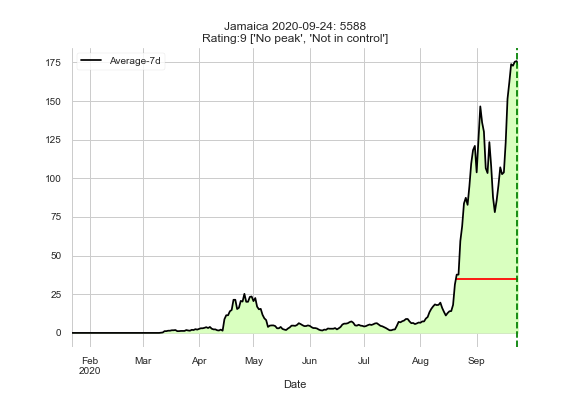 Jamaica 2020-09-24: 5588
Rating:9 ['No peak', 'Not in control']
Average-7d
175
150
125
100
75
50
25
0
Feb
2020
Mar
Apr
May
Jun
Jul
Aug
Sep
Date